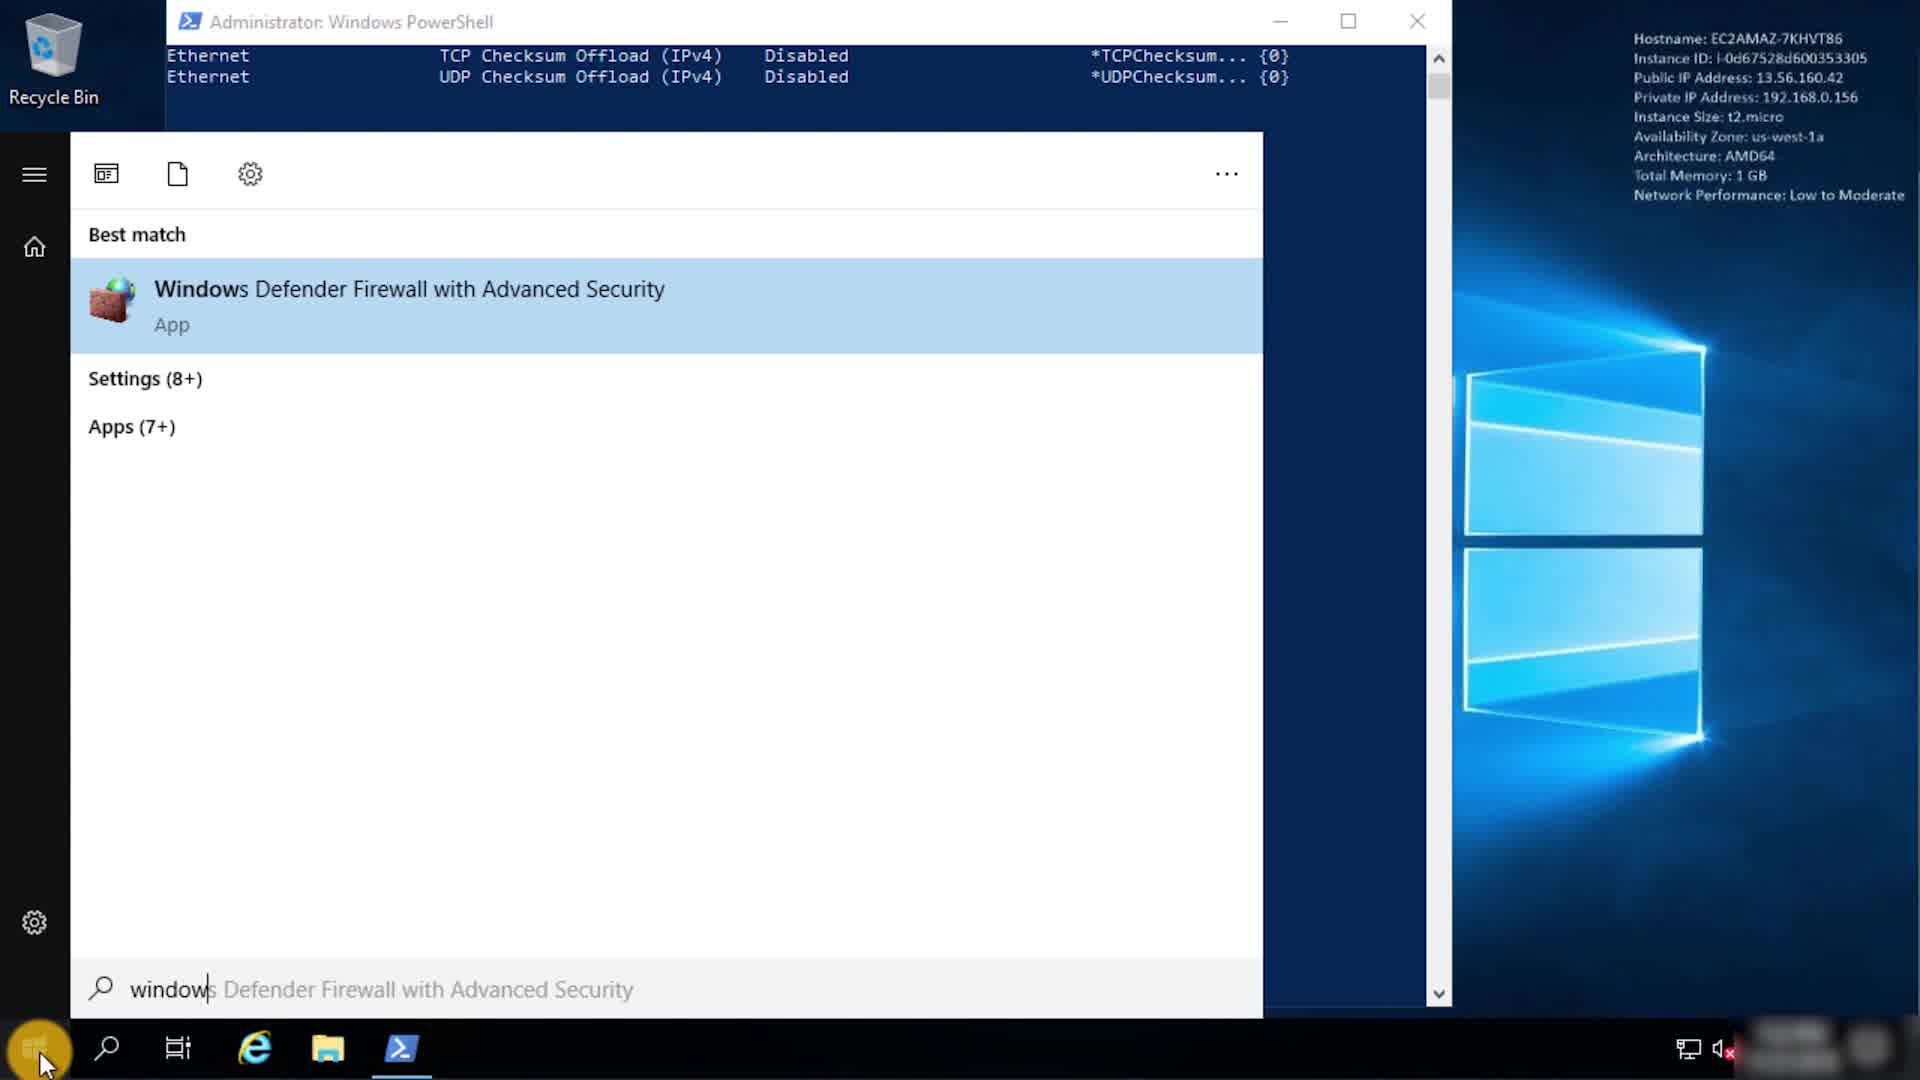 Administrator: Windows PowerShell
Ethernet TCP Checksum Offload (IPv4) Disabled *TCPChecksum... {0}
Ethernet UDP Checksum Offload (IPv4) Disabled *UDPChecksum... {0}
Recycle Bin
Hostname: EC2AMAZ-7KHVT86
Instance ID: i-0d67528d600353305
Public IP Address: 13.56.160.42
Private IP Address: 192.168.0.156
Instance Size: t2.micro
Availability Zone: us-west-1a
Architecture: AMD64
Total Memory: 1 GB
Network Performance: Low to Moderate
Best match
Windows Defender Firewall with Advanced Security
App
Settings (8+)
Apps (7+)
windows Defender Firewall with Advanced Security